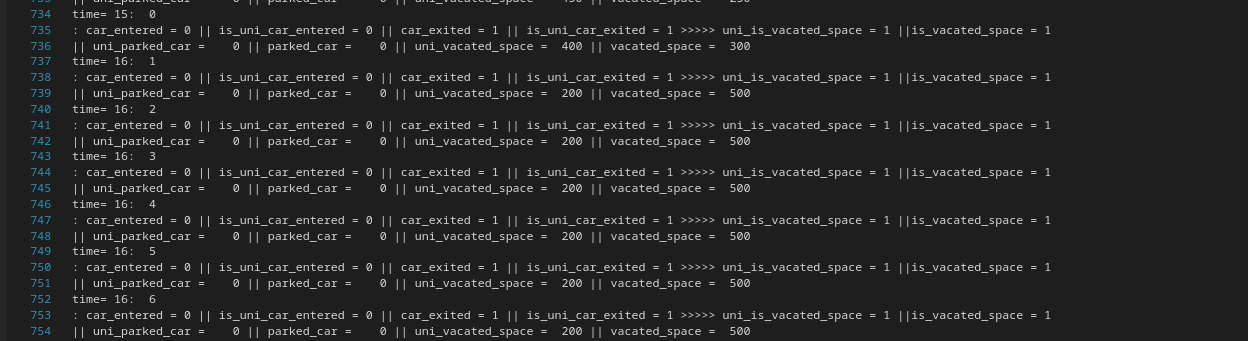 733 || uni_parked_car =    0 || parked_car =    0 || uni_vacated_space =  450 || vacated_space =  250
734 time= 15:  0
735 : car_entered = 0 || is_uni_car_entered = 0 || car_exited = 1 || is_uni_car_exited = 1 >>>>> uni_is_vacated_space = 1 ||is_vacated_space = 1
736 || uni_parked_car =    0 || parked_car =    0 || uni_vacated_space =  400 || vacated_space =  300
737 time= 16:  1
738 : car_entered = 0 || is_uni_car_entered = 0 || car_exited = 1 || is_uni_car_exited = 1 >>>>> uni_is_vacated_space = 1 ||is_vacated_space = 1
739 || uni_parked_car =    0 || parked_car =    0 || uni_vacated_space =  200 || vacated_space =  500
740 time= 16:  2
741 : car_entered = 0 || is_uni_car_entered = 0 || car_exited = 1 || is_uni_car_exited = 1 >>>>> uni_is_vacated_space = 1 ||is_vacated_space = 1
742 || uni_parked_car =    0 || parked_car =    0 || uni_vacated_space =  200 || vacated_space =  500
743 time= 16:  3
744 : car_entered = 0 || is_uni_car_entered = 0 || car_exited = 1 || is_uni_car_exited = 1 >>>>> uni_is_vacated_space = 1 ||is_vacated_space = 1
745 || uni_parked_car =    0 || parked_car =    0 || uni_vacated_space =  200 || vacated_space =  500
746 time= 16:  4
747 : car_entered = 0 || is_uni_car_entered = 0 || car_exited = 1 || is_uni_car_exited = 1 >>>>> uni_is_vacated_space = 1 ||is_vacated_space = 1
748 || uni_parked_car =    0 || parked_car =    0 || uni_vacated_space =  200 || vacated_space =  500
749 time= 16:  5
750 : car_entered = 0 || is_uni_car_entered = 0 || car_exited = 1 || is_uni_car_exited = 1 >>>>> uni_is_vacated_space = 1 ||is_vacated_space = 1
751 || uni_parked_car =    0 || parked_car =    0 || uni_vacated_space =  200 || vacated_space =  500
752 time= 16:  6
753 : car_entered = 0 || is_uni_car_entered = 0 || car_exited = 1 || is_uni_car_exited = 1 >>>>> uni_is_vacated_space = 1 ||is_vacated_space = 1
754 || uni_parked_car =    0 || parked_car =    0 || uni_vacated_space =  200 || vacated_space =  500